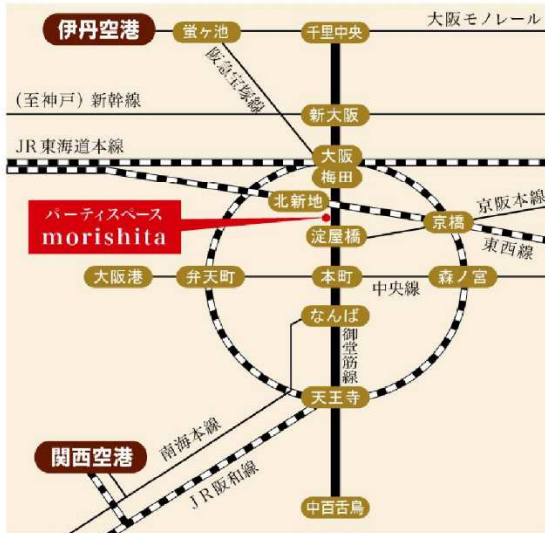 伊丹空港
蛍ヶ池
千里中央
大阪モノレール
阪急宝塚線
(至神戸) 新幹線
新大阪
JR東海道本線
大阪
梅田
北新地
パーティスペース
morishita
淀屋橋
京橋
京阪本線
東西線
大阪港
弁天町
本町
中央線
森ノ宮
なんば
御堂筋線
天王寺
南海本線
関西空港
JR阪和線
中百舌鳥